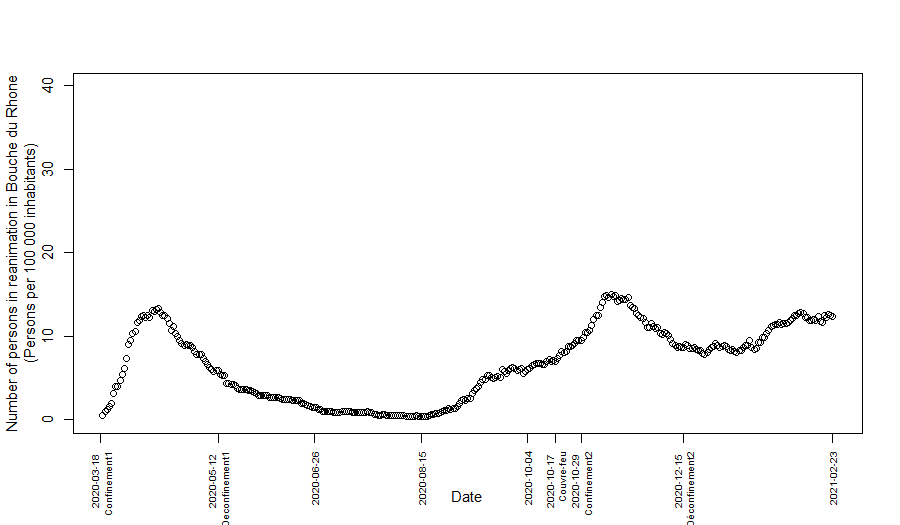 Number of persons in reanimation in Bouche du Rhone
(Persons per 100 000 inhabitants)
40
30
20
10
0
2020-03-18
Confinement1
2020-05-12
Deconfinement1
2020-06-26
2020-08-15
2020-10-04
2020-10-17
Couvre-feu
2020-10-29
Confinement2
2020-12-15
Déconfinement2
2021-02-23
Date